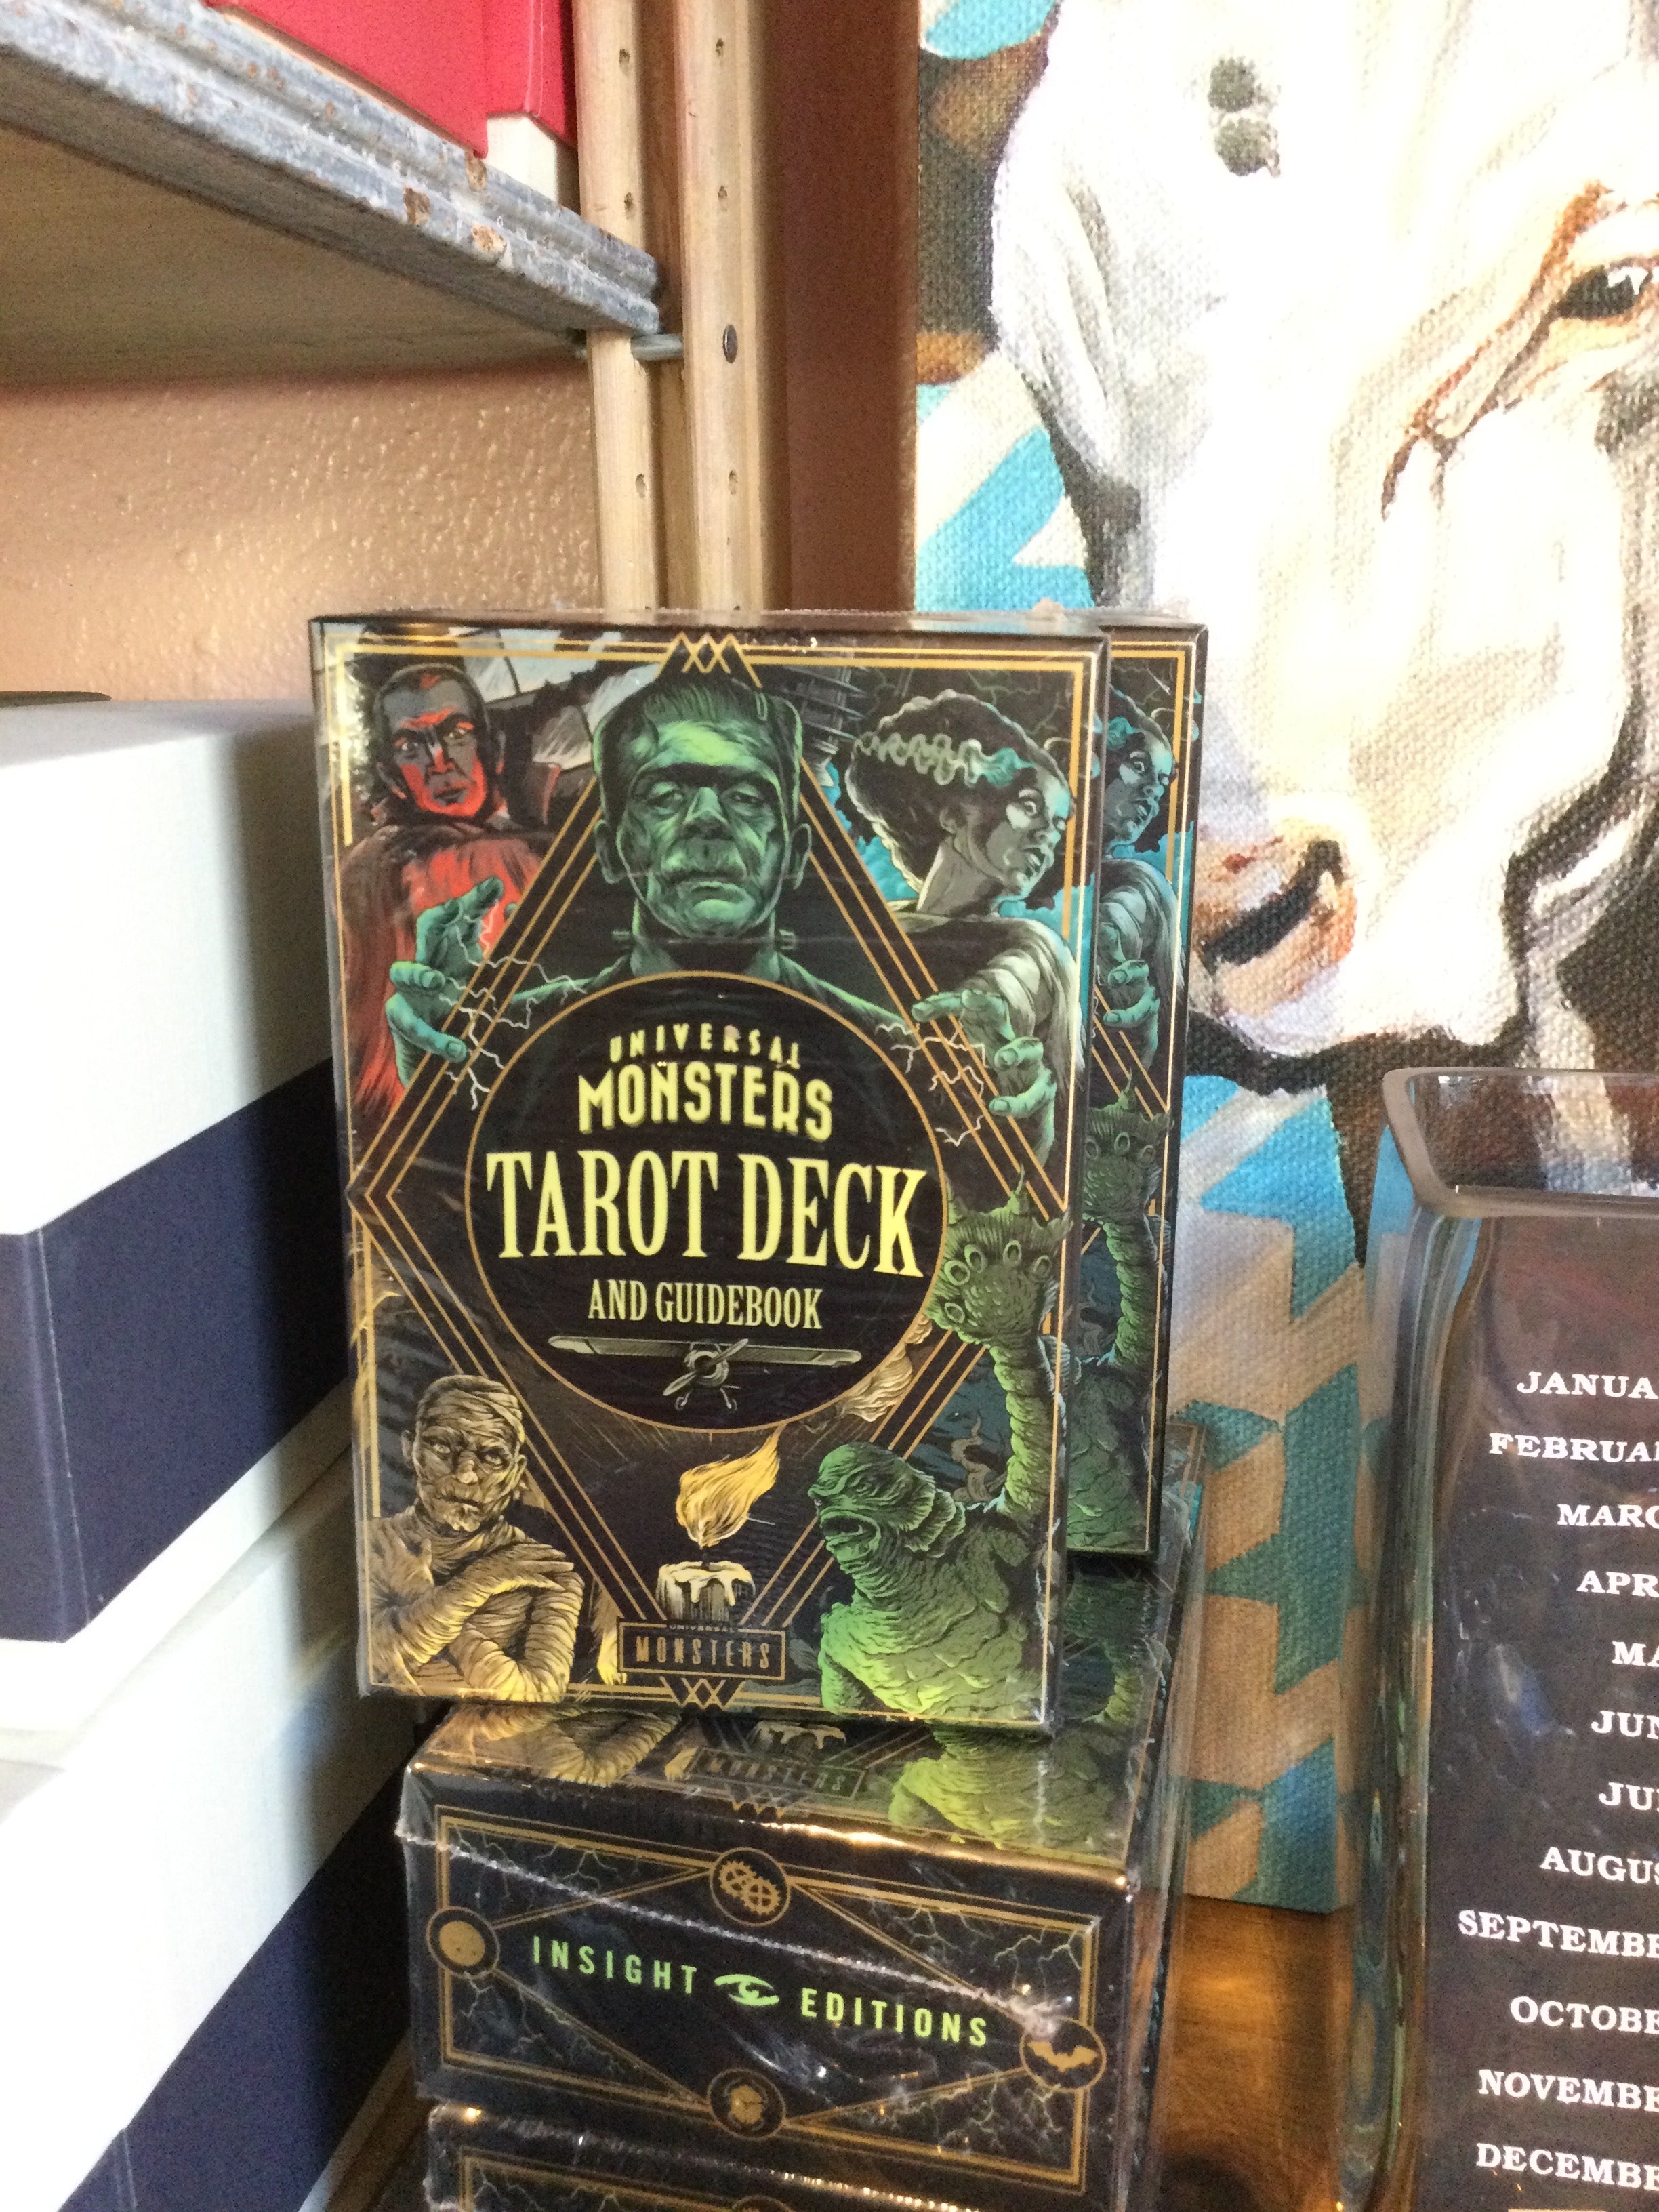 UNIVERSAL
MONSTERS
TAROT DECK
AND GUIDEBOOK
UNIVERSAL
MONSTERS
MONSTERS
INSIGHT EDITIONS
JANUA
FEBRUAR
MARC
APR
MA
JUN
JU
AUGUS
SEPTEMBE
OCTOBE
NOVEMBE
DECEMBE